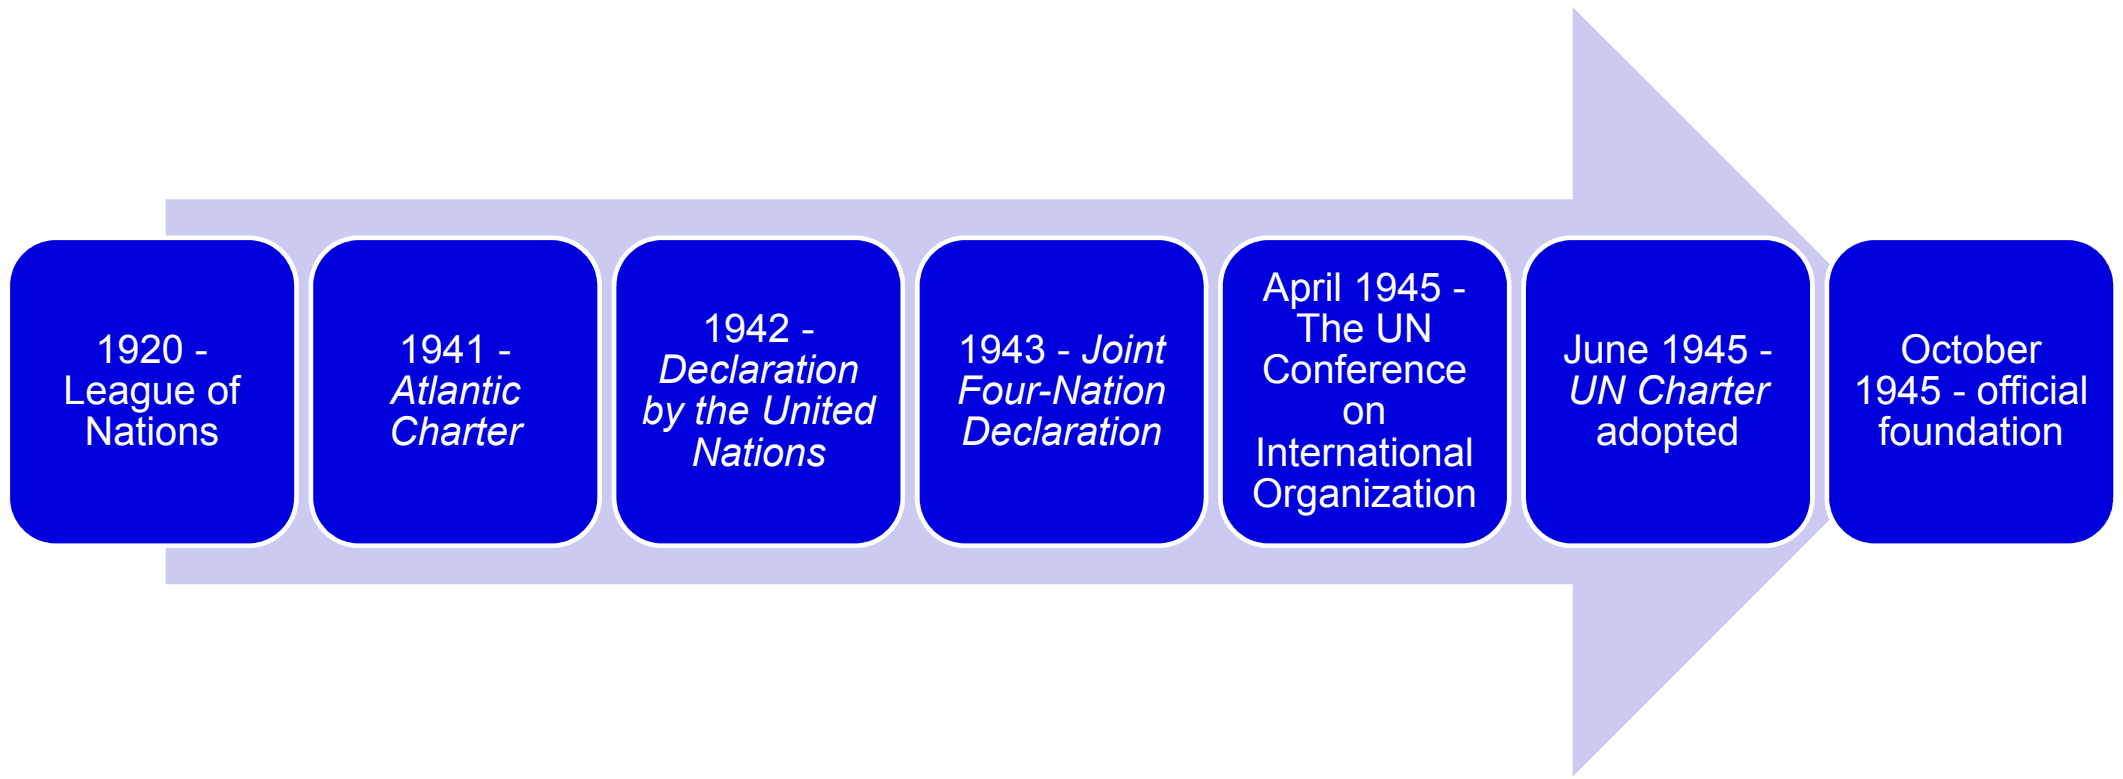 1920 -
League of
Nations
1941 -
Atlantic
Charter
1942 -
Declaration
by the United
Nations
1943 - Joint
Four-Nation
Declaration
April 1945 -
The UN
Conference
on
International
Organization
June 1945 -
UN Charter
adopted
October
1945 - official
foundation